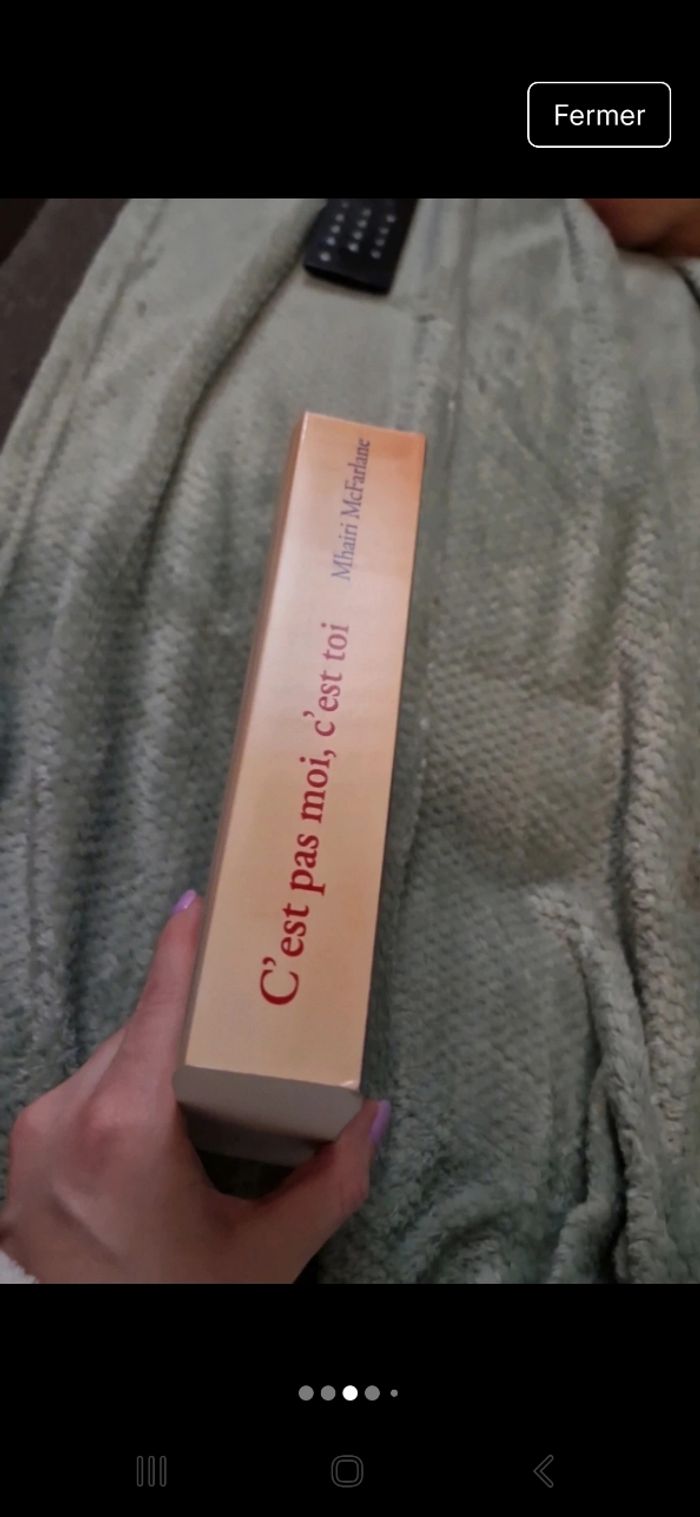 Fermer
C'est pas moi, c'est toi
Mhairi McFarlane